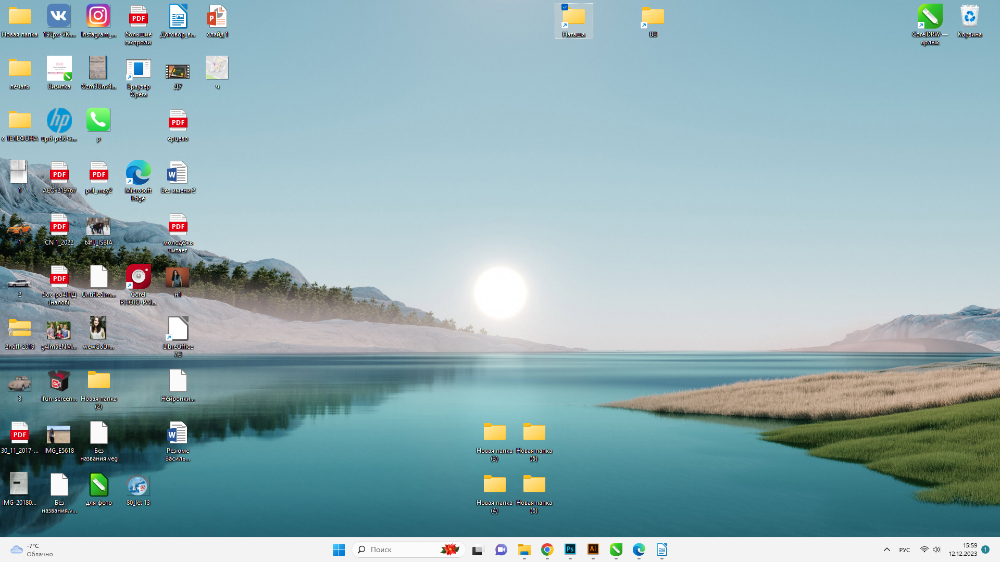 Новая папка
192px-VK....
Instagram_...
большие
гастроли
Договор_в...
слайд 1
Наташа
ВВ
CorelDRW —
ярлык
Корзина
печать
Визитка
Ozm3Unv4...
Браузер
Opera
ДУ
ч
с ТЕЛЕФОНА
upd-pcl6-x...
р
ерцево
1
АЕО-219767
pril_may2
Microsoft
Edge
Без имени 2
1
CN 1_2022
t4flJ_ISBIA
молодёжь
читает
2
doc-pd4.ПД
(налог)
Untitled.m...
Corel
PHOTO-PAI...
н1
2ndfl-2019
g4Im5eNM...
wewCoDr...
LibreOffice
7.3
3
ifun-screen...
Новая папка
(2)
Нейронки...
30_11_2017-...
IMG_E5618
Без
названия.veg
Резюме
Василь...
Новая папка
(3)
Новая папка
(5)
IMG-20180...
Без
названия.v...
для фото
80_let 13
Новая папка
(4)
Новая папка
(6)
-7°C
Облачно
Поиск
РУС
15:59
12.12.2023
1